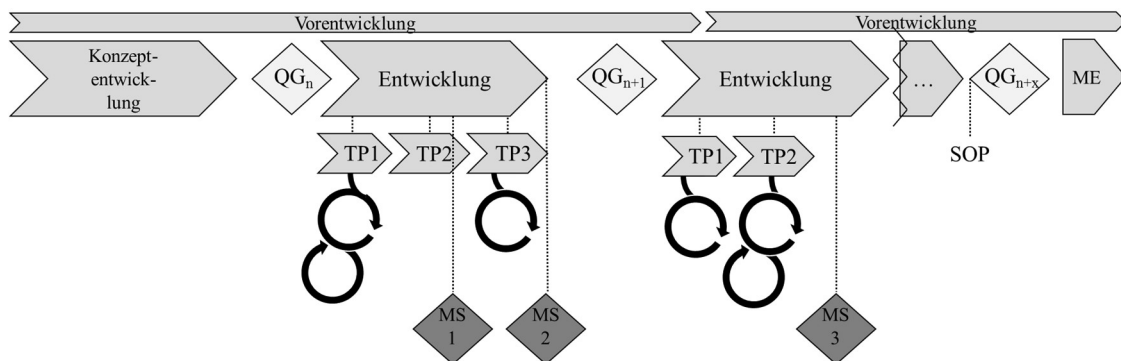 Vorentwicklung
Vorentwicklung
Konzept-
entwick-
lung
QGn
Entwicklung
QGn+1
Entwicklung
...
QGn+x
ME
TP1
TP2
TP3
TP1
TP2
SOP
MS
1
MS
2
MS
3